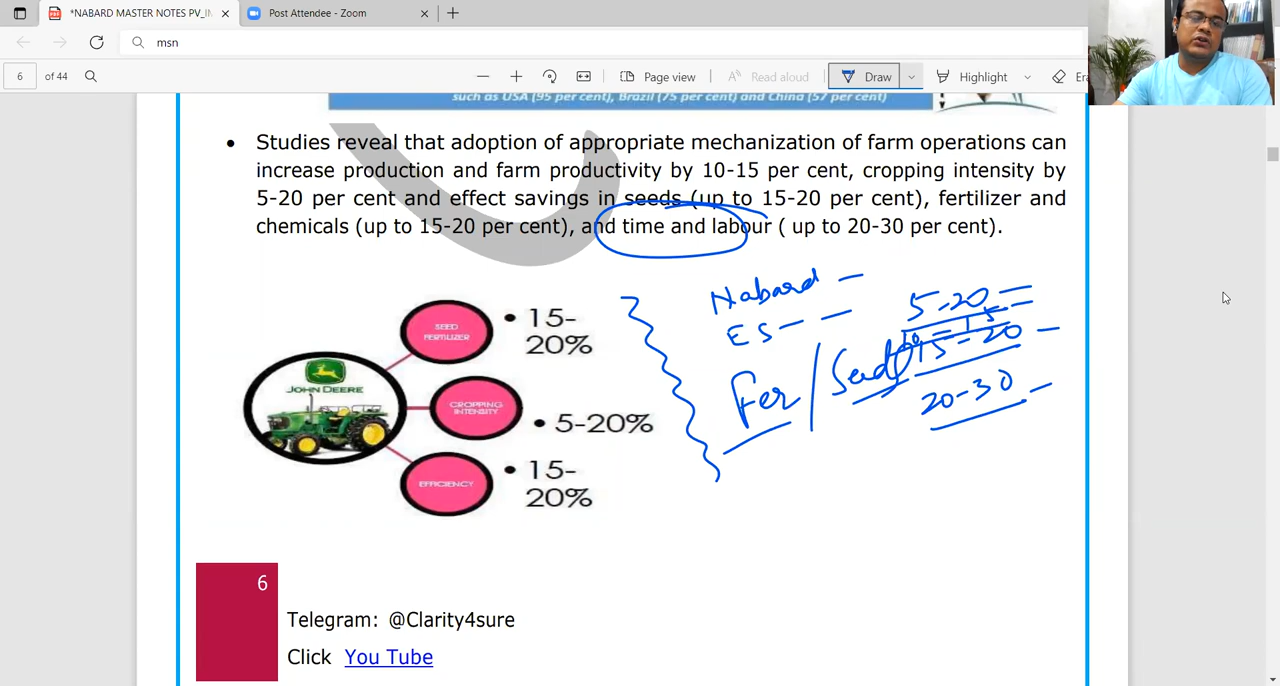 *NABARD MASTER NOTES PV_IN
Post Attendee - Zoom
msn
6 of 44
Page view
Read aloud
Draw
Highlight
Era
such as USA (95 per cent), Brazil (75 per cent) and China (57 per cent)
• Studies reveal that adoption of appropriate mechanization of farm operations can
increase production and farm productivity by 10-15 per cent, cropping intensity by
5-20 per cent and effect savings in seeds (up to 15-20 per cent), fertilizer and
chemicals (up to 15-20 per cent), and time and labour ( up to 20-30 per cent).
Nabard -
ES - -
Fer / Seed
5-20 =
10 - 15
15 - 20 -
20-30 -
JOHN DEERE
SEED
FERTILIZER
• 15-
20%
CROPPING
INTENSITY
• 5-20%
EFFICIENCY
• 15-
20%
6
Telegram: @Clarity4sure
Click You Tube